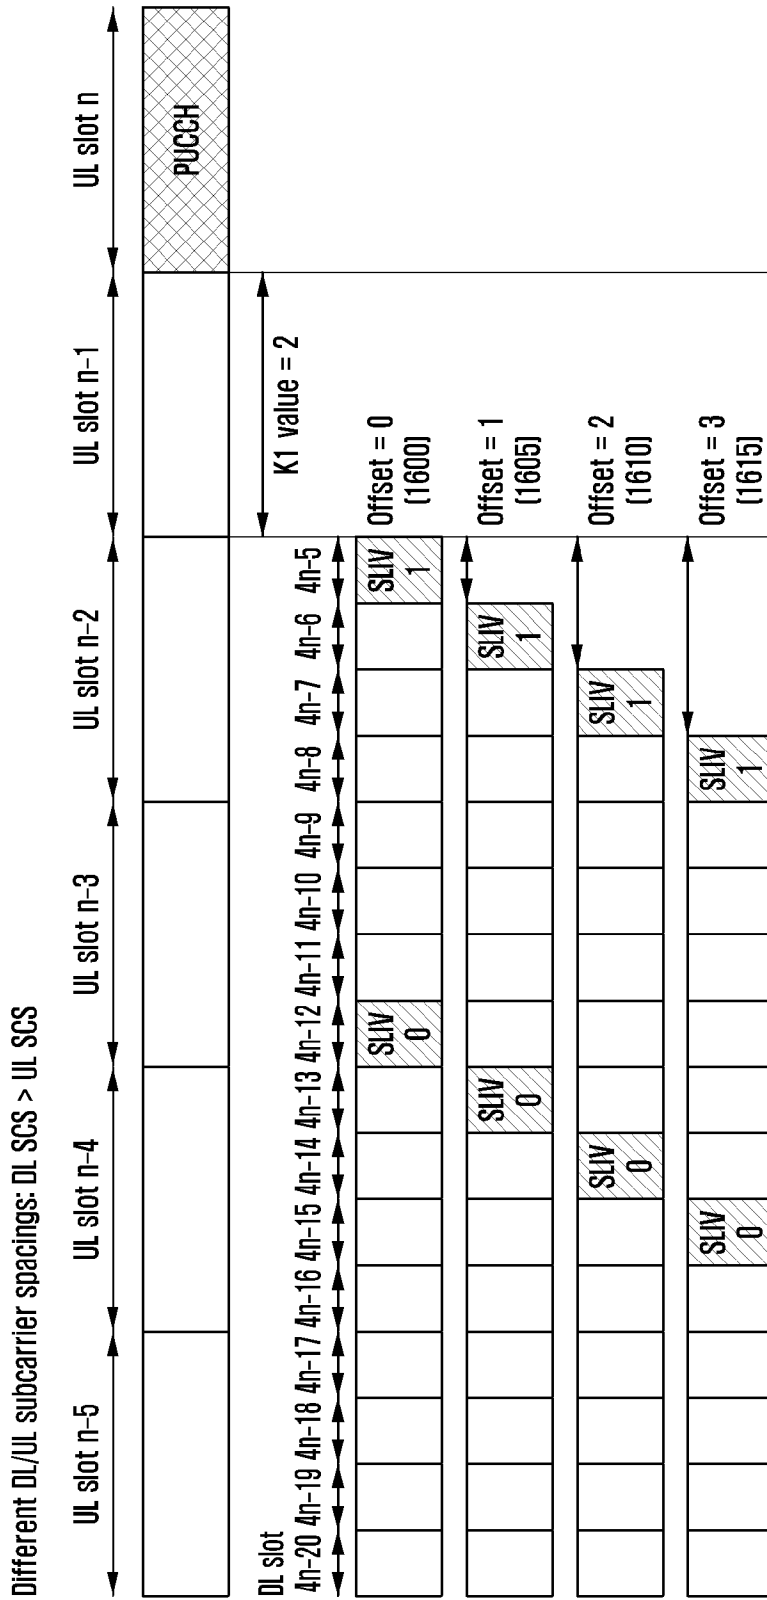 Different DL/UL subcarrier spacings: DL SCS > UL SCS
UL slot n-5
UL slot n-4
UL slot n-3
UL slot n-2
UL slot n-1
UL slot n
PUCCH
K1 value = 2
DL slot
4n-20
4n-19
4n-18
4n-17
4n-16
4n-15
4n-14
4n-13
4n-12
4n-11
4n-10
4n-9
4n-8
4n-7
4n-6
4n-5
SLIV
0
SLIV
1
Offset = 0
(1600)
SLIV
0
SLIV
1
Offset = 1
(1605)
SLIV
0
SLIV
1
Offset = 2
(1610)
SLIV
0
SLIV
1
Offset = 3
(1615)